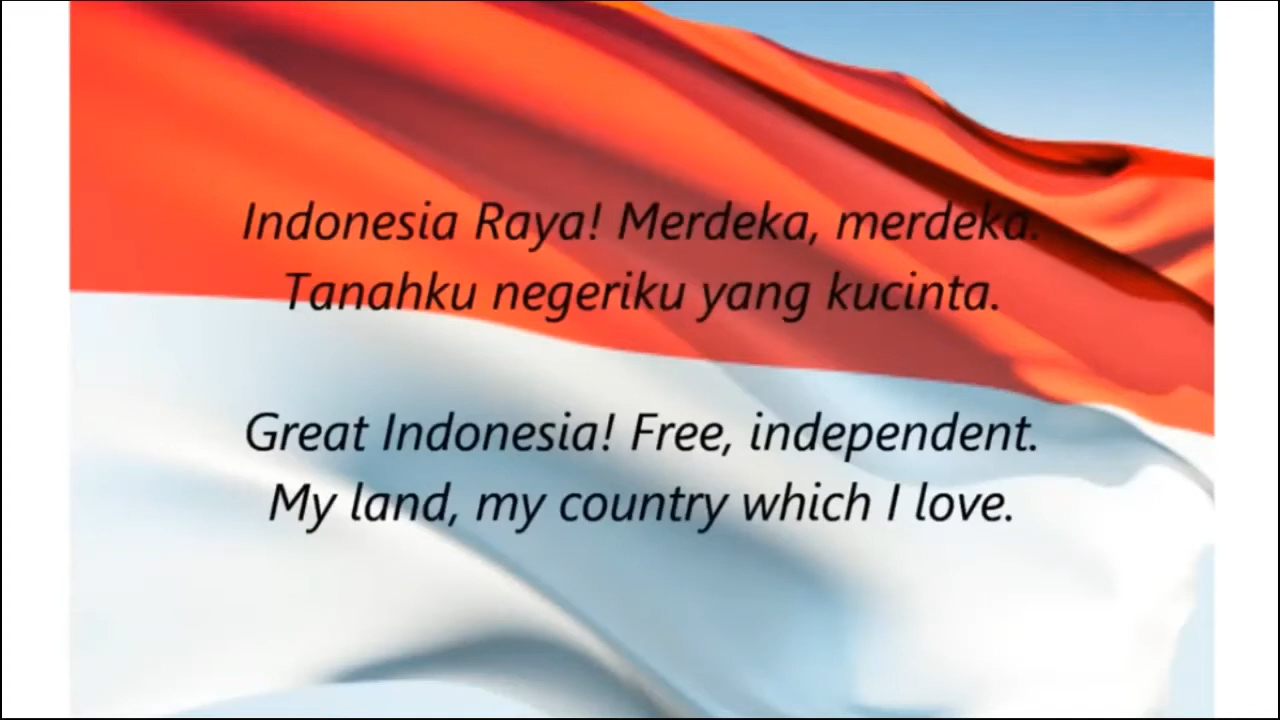 Indonesia Raya! Merdeka, merdeka.
Tanahku negeriku yang kucinta.
Great Indonesia! Free, independent.
My land, my country which I love.